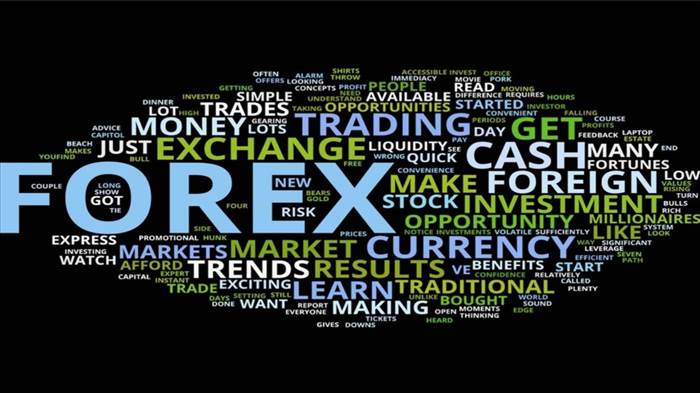 OFTEN ALARM SHIRTS ACCESSIBLE INVEST OFFICE
OFFERS LOOKING THROW IMMEDIACY MOVIE PORK
GETTING CONCEPTS PROFIT PEOPLE READ MOVING
INVESTED SIMPLE UNDERSTAND NEED AVAILABLE DIFFERENCE REQUIRES HOURS
DINNER LOT HIGH TRADES TAKING OPPORTUNITIES STARTED CONVENIENT INVESTOR FALLING
ADVICE MONEY GEARING LOTS TRADING DAY PERIODS GET COURSE PROFITS
CAPITOL FEEDBACK LAPTOP
BEACH JUST EXCHANGE LIQUIDITY SEE PAY CASH MANY ESTATE END
MAKES BULL FREE WRONG QUICK FORTUNES
YOUFIND CONVENIENCE LOW
COUPLE LONG FOREX NEW BEARS MAKE FOREIGN VALUES
SHOW GOLD RISING
GOT FOUR RISK STOCK INVESTMENT TURN
TIE BULLS
SIDE PRICES OPPORTUNITY RICH MILLIONAIRES
EXPRESS PROMOTIONAL HUNK NOTICE INVESTMENTS VOLATILE SUFFICIENTLY LIKE SYSTEM
INVESTING MARKETS MARKET CURRENCY WAY SIGNIFICANT LOOK
WATCH LEVERAGE
AFFORD EXPERT TRENDS RESULTS VE BENEFITS START EFFICIENT SEVEN
CAPITAL INSTANT CONFIDENCE RELATIVELY PATH
TRADE EXCITING LEARN TRADITIONAL CALLED
DAYS SETTING STILL UNLIKE BOUGHT WORLD PLENTY
DONE WANT REPORT MAKING OPEN MOMENTS SOUND
EVERYONE TICKETS THINKING EDGE
GIVES DOWNS HEARD